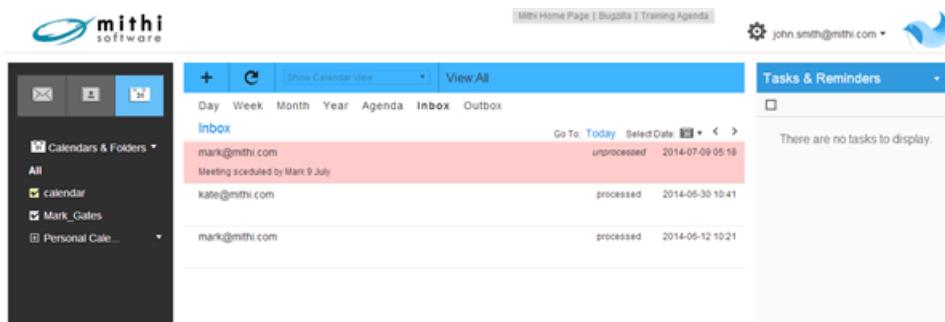 mithi
software
Mithi Home Page | Bugzilla | Training Agenda
john.smith@mithi.com
Show Calendar View
View:All
Tasks & Reminders
Day Week Month Year Agenda Inbox Outbox
Inbox
Go To: Today Select Date:
There are no tasks to display.
Calendars & Folders
All
calendar
Mark_Gates
Personal Cale...
mark@mithi.com unprocessed 2014-07-09 05:18
Meeting sceduled by Mark 9 July
kate@mithi.com processed 2014-06-30 10:41
mark@mithi.com processed 2014-06-12 10:21